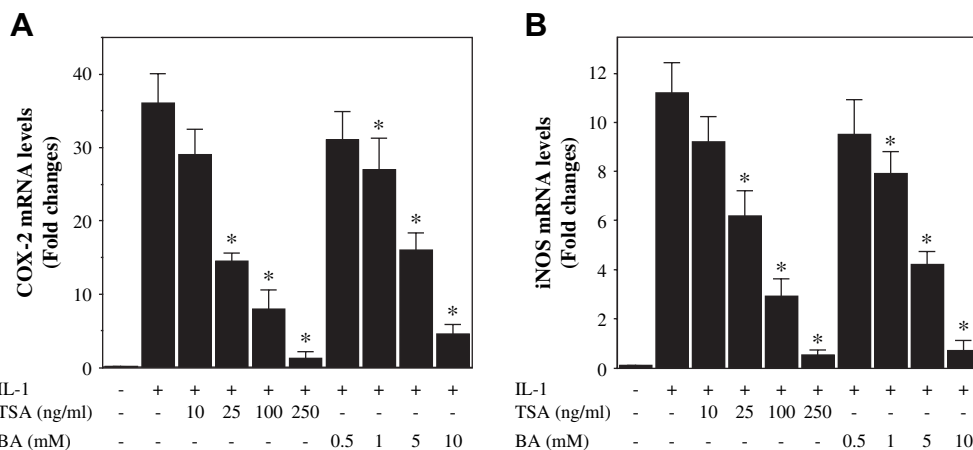 A
COX-2 mRNA levels
(Fold changes)
40
30
20
10
0
* * * * * *
IL-1 - + + + + + + + + +
TSA (ng/ml) - - 10 25 100 250 - - - -
BA (mM) - - - - - - 0.5 1 5 10
B
iNOS mRNA levels
(Fold changes)
12
10
8
6
4
2
0
* * * * * *
IL-1 - + + + + + + + + +
TSA (ng/ml) - - 10 25 100 250 - - - -
BA (mM) - - - - - - 0.5 1 5 10